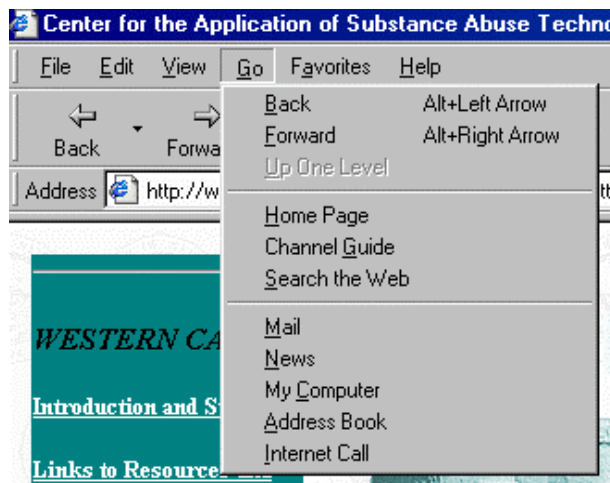 Center for the Application of Substance Abuse Techno
File Edit View Go Favorites Help
Back Forwa
Address http://w
Back Alt+Left Arrow
Forward Alt+Right Arrow
Up One Level
Home Page
Channel Guide
Search the Web
Mail
News
My Computer
Address Book
Internet Call
WESTERN CA
Introduction and S
Links to Resource